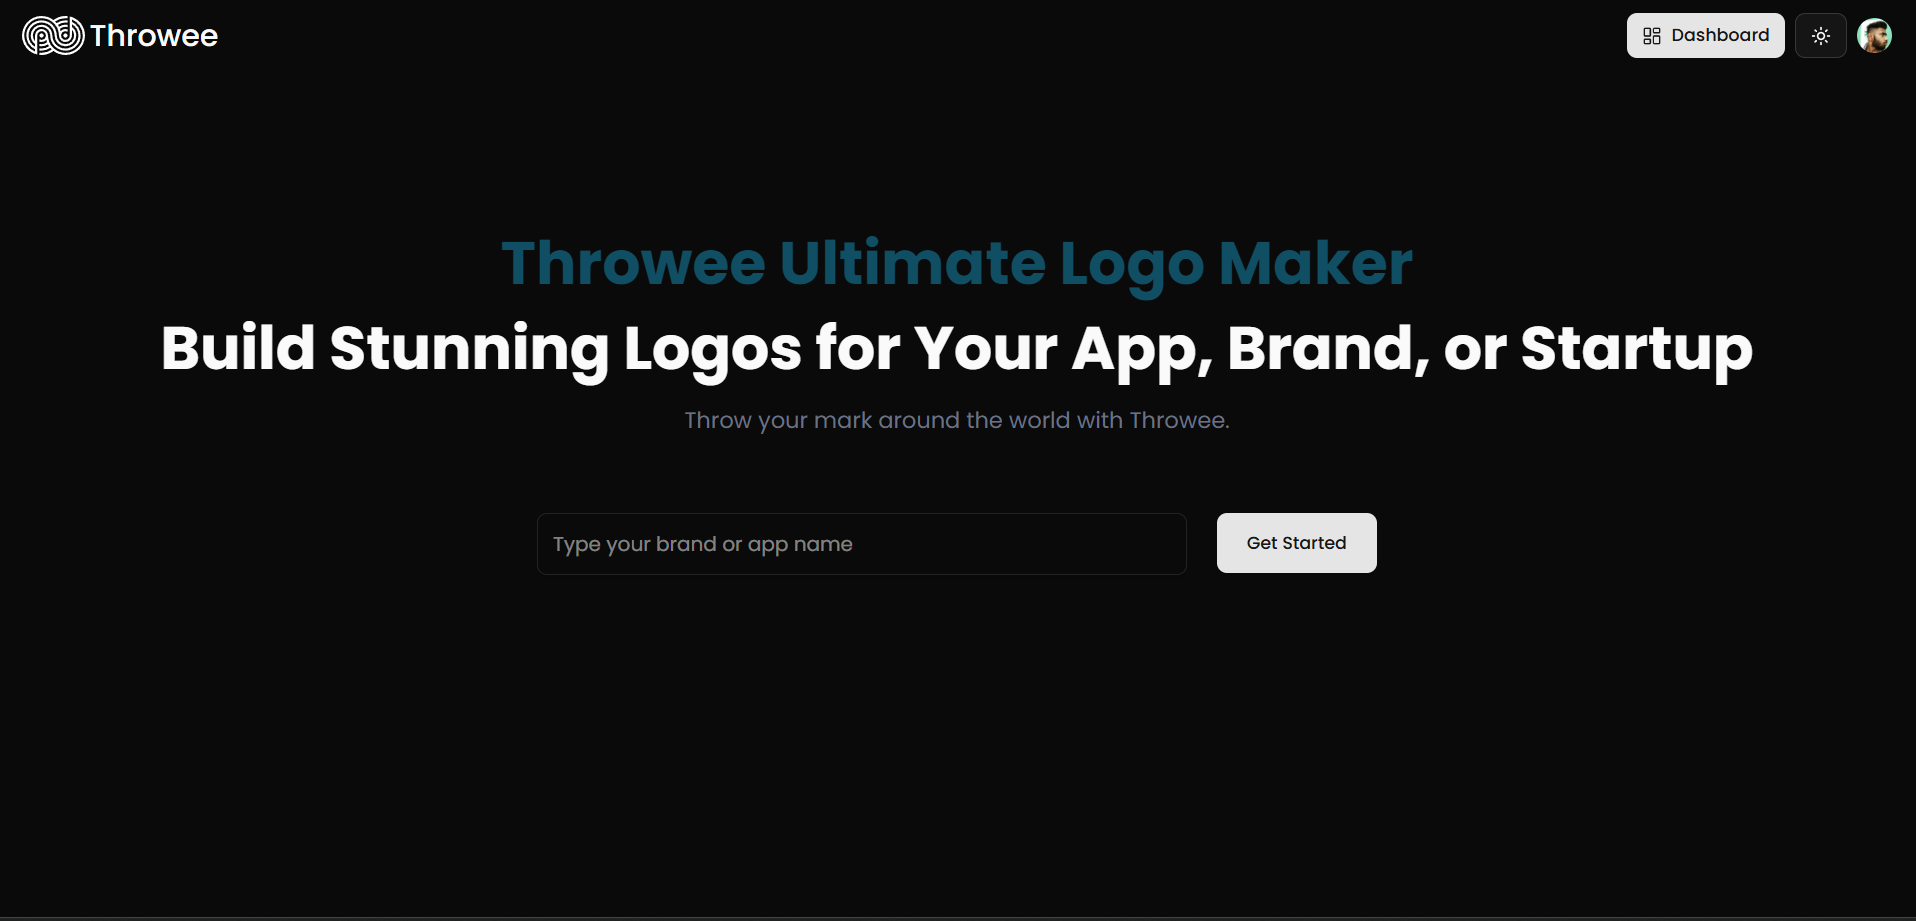 Throwee
Dashboard
Throwee Ultimate Logo Maker
Build Stunning Logos for Your App, Brand, or Startup
Throw your mark around the world with Throwee.
Type your brand or app name
Get Started